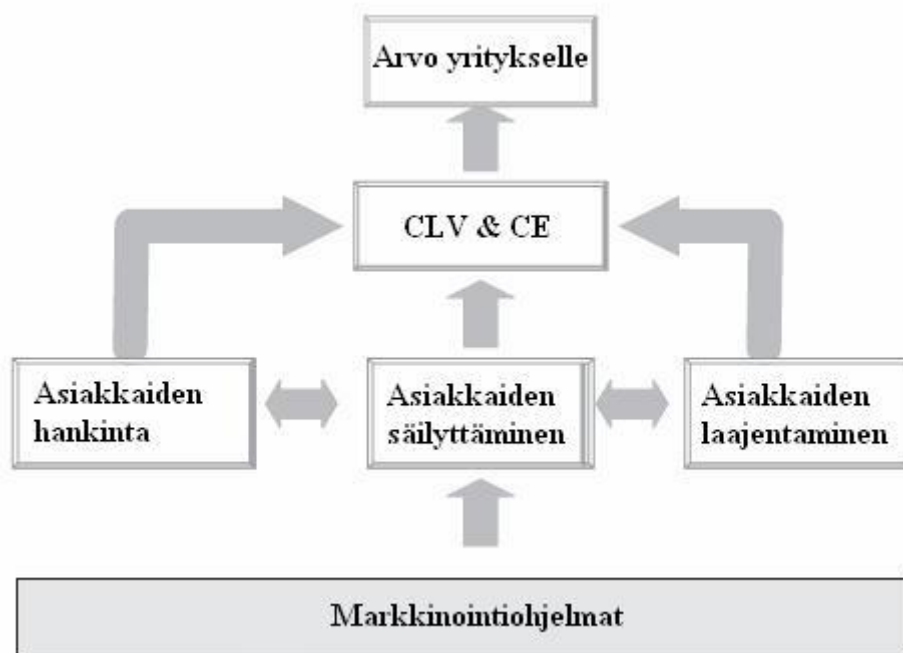 Arvo yritykselle
CLV & CE
Asiakkaiden
hankinta
Asiakkaiden
säilyttäminen
Asiakkaiden
laajentaminen
Markkinointiohjelmat